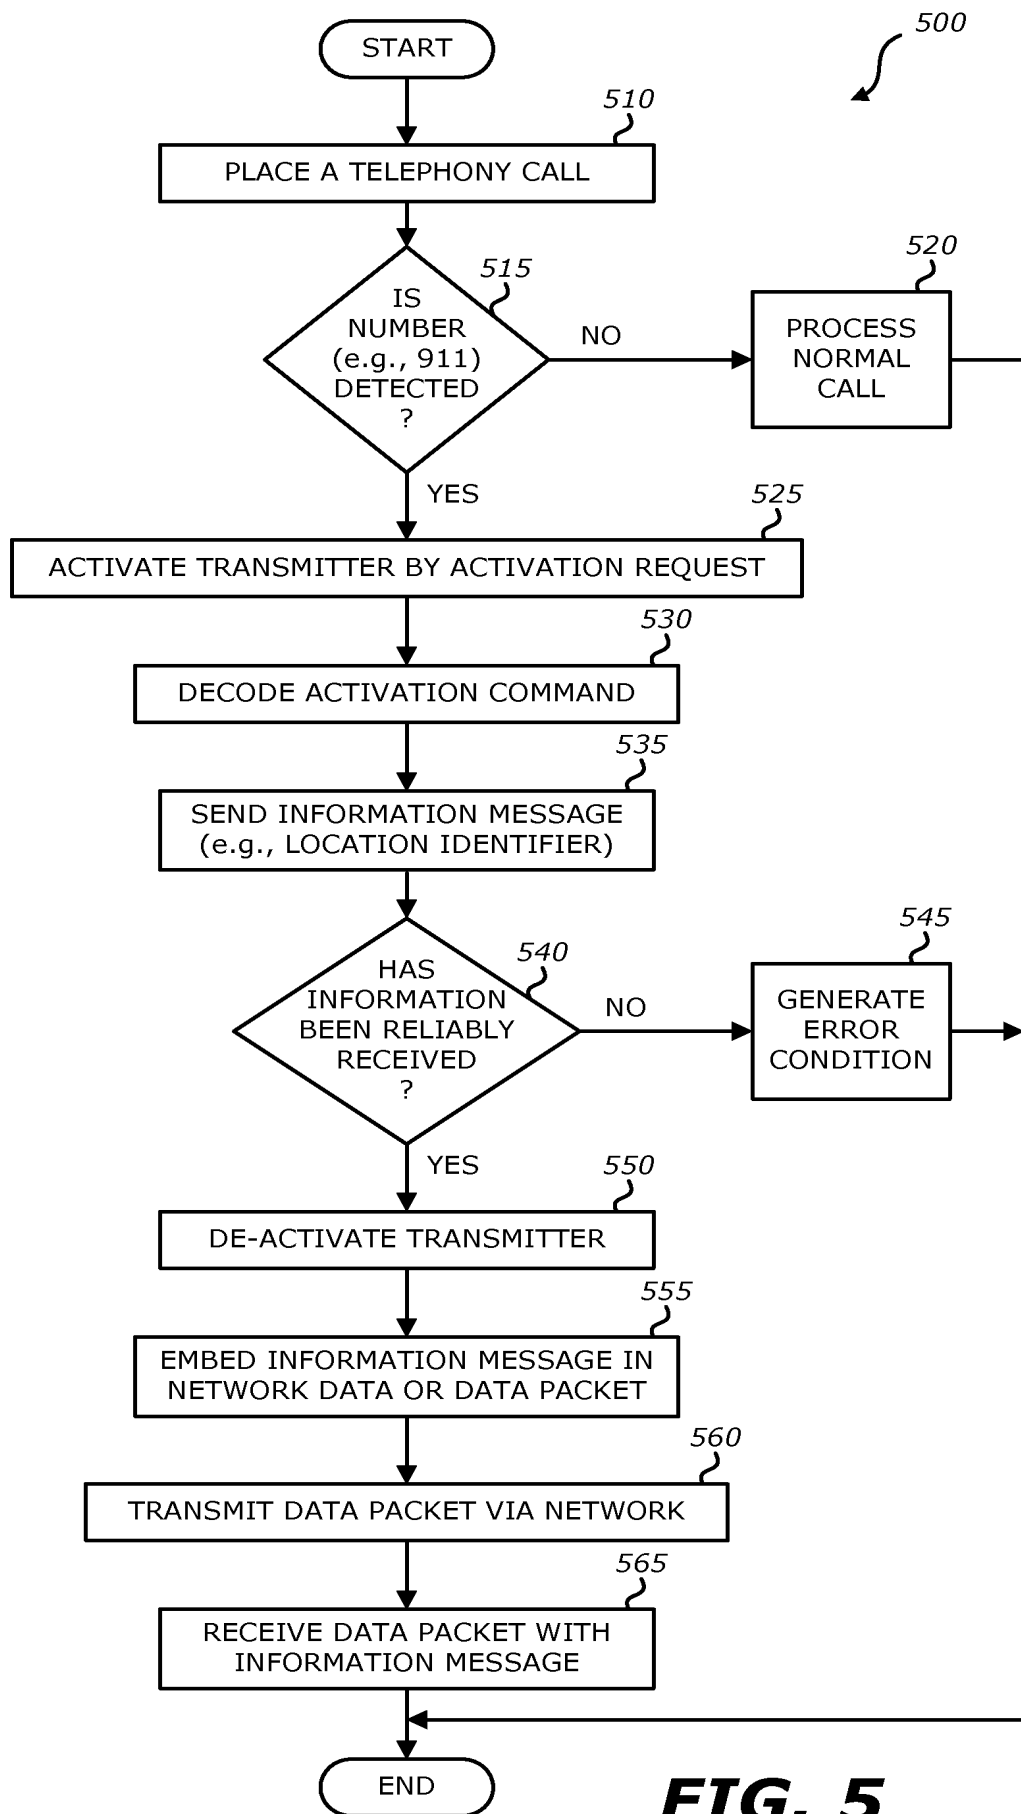 START
500
510
PLACE A TELEPHONY CALL
515
IS
NUMBER
(e.g., 911)
DETECTED
?
NO
520
PROCESS
NORMAL
CALL
YES
525
ACTIVATE TRANSMITTER BY ACTIVATION REQUEST
530
DECODE ACTIVATION COMMAND
535
SEND INFORMATION MESSAGE
(e.g., LOCATION IDENTIFIER)
540
HAS
INFORMATION
BEEN RELIABLY
RECEIVED
?
NO
545
GENERATE
ERROR
CONDITION
YES
550
DE-ACTIVATE TRANSMITTER
555
EMBED INFORMATION MESSAGE IN
NETWORK DATA OR DATA PACKET
560
TRANSMIT DATA PACKET VIA NETWORK
565
RECEIVE DATA PACKET WITH
INFORMATION MESSAGE
END
FIG. 5